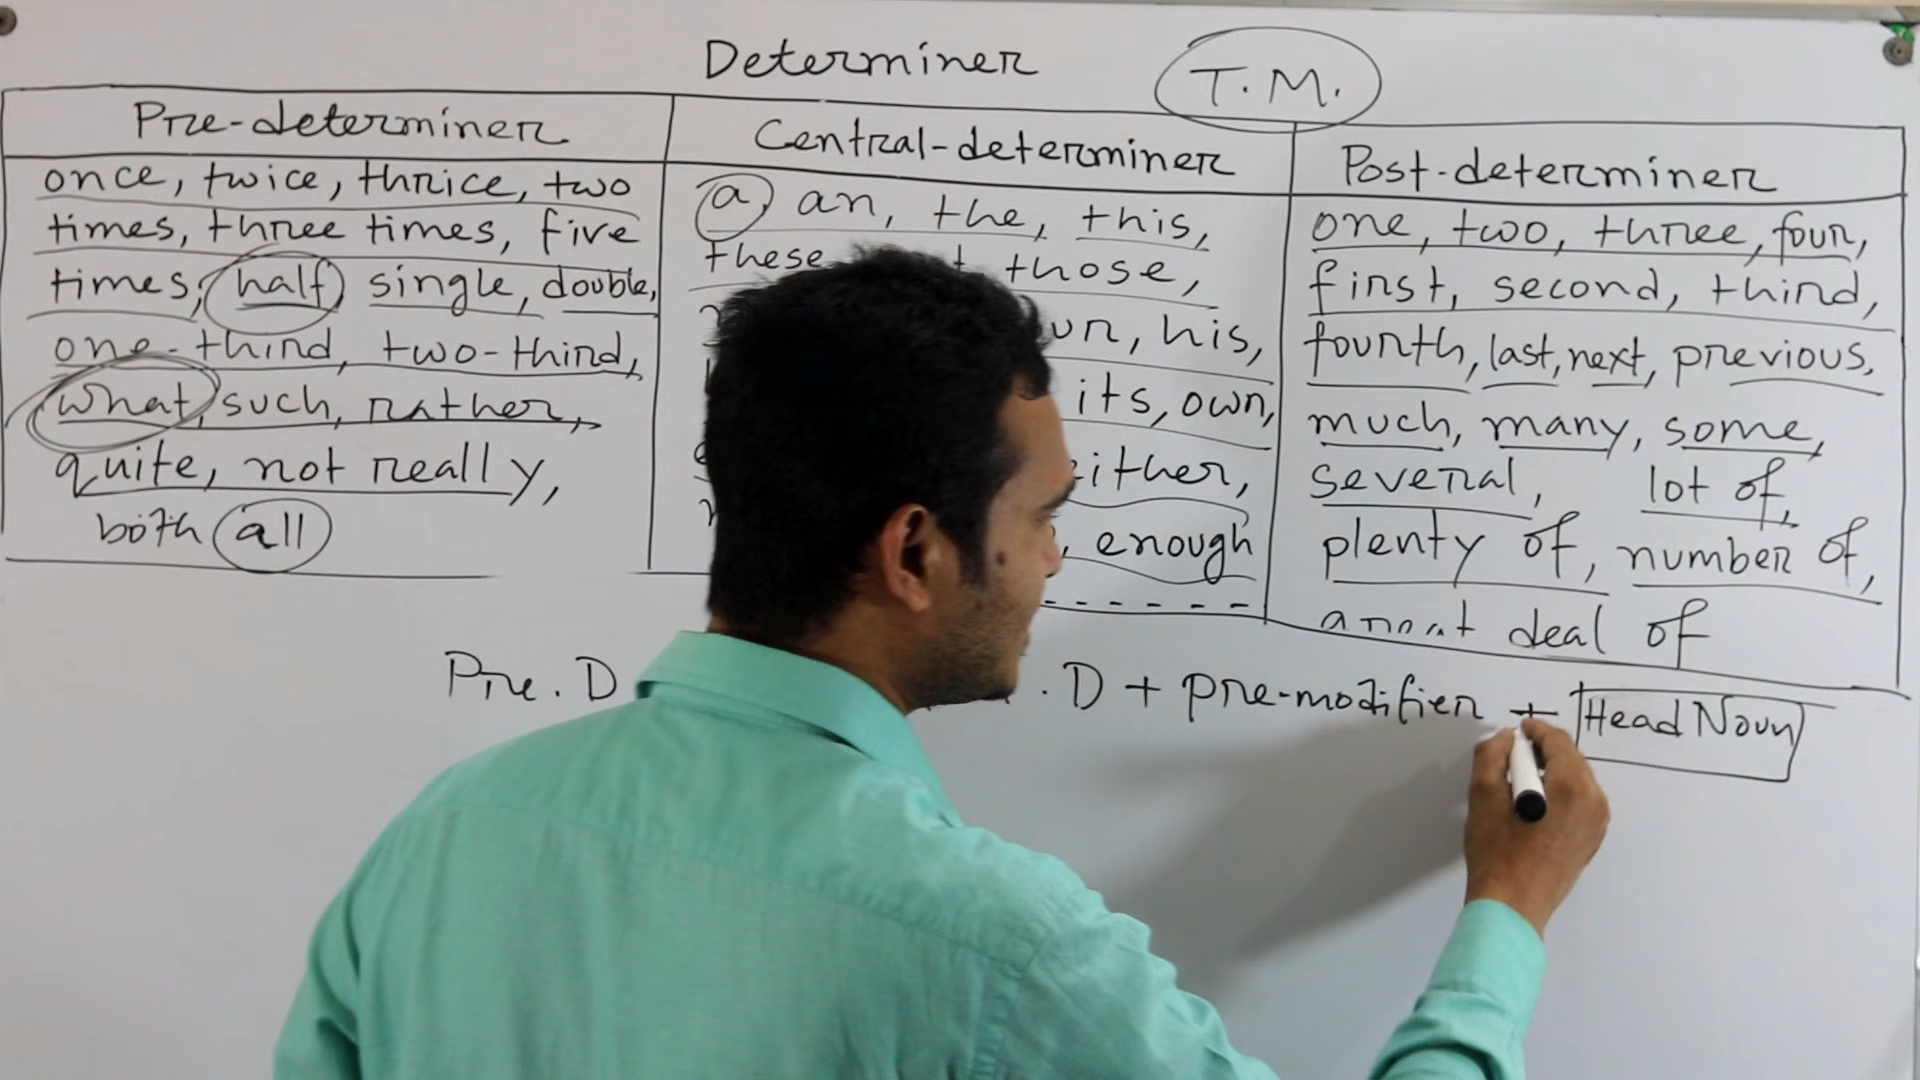 Determiner
T.M.
Pre-determiner
once, twice, thrice, two
times, three times, five
times, half, single, double,
one-third, two-third,
what, such, rather,
quite, not really,
both all
Central-determiner
a, an, the, this,
these those,
his,
its, own,
enough
Post-determiner
one, two, three, four,
first, second, third,
fourth, last, next, previous,
much, many, some,
several, lot of,
plenty of, number of,
deal of
Pre.D . D + pre-modifier + Head Noun